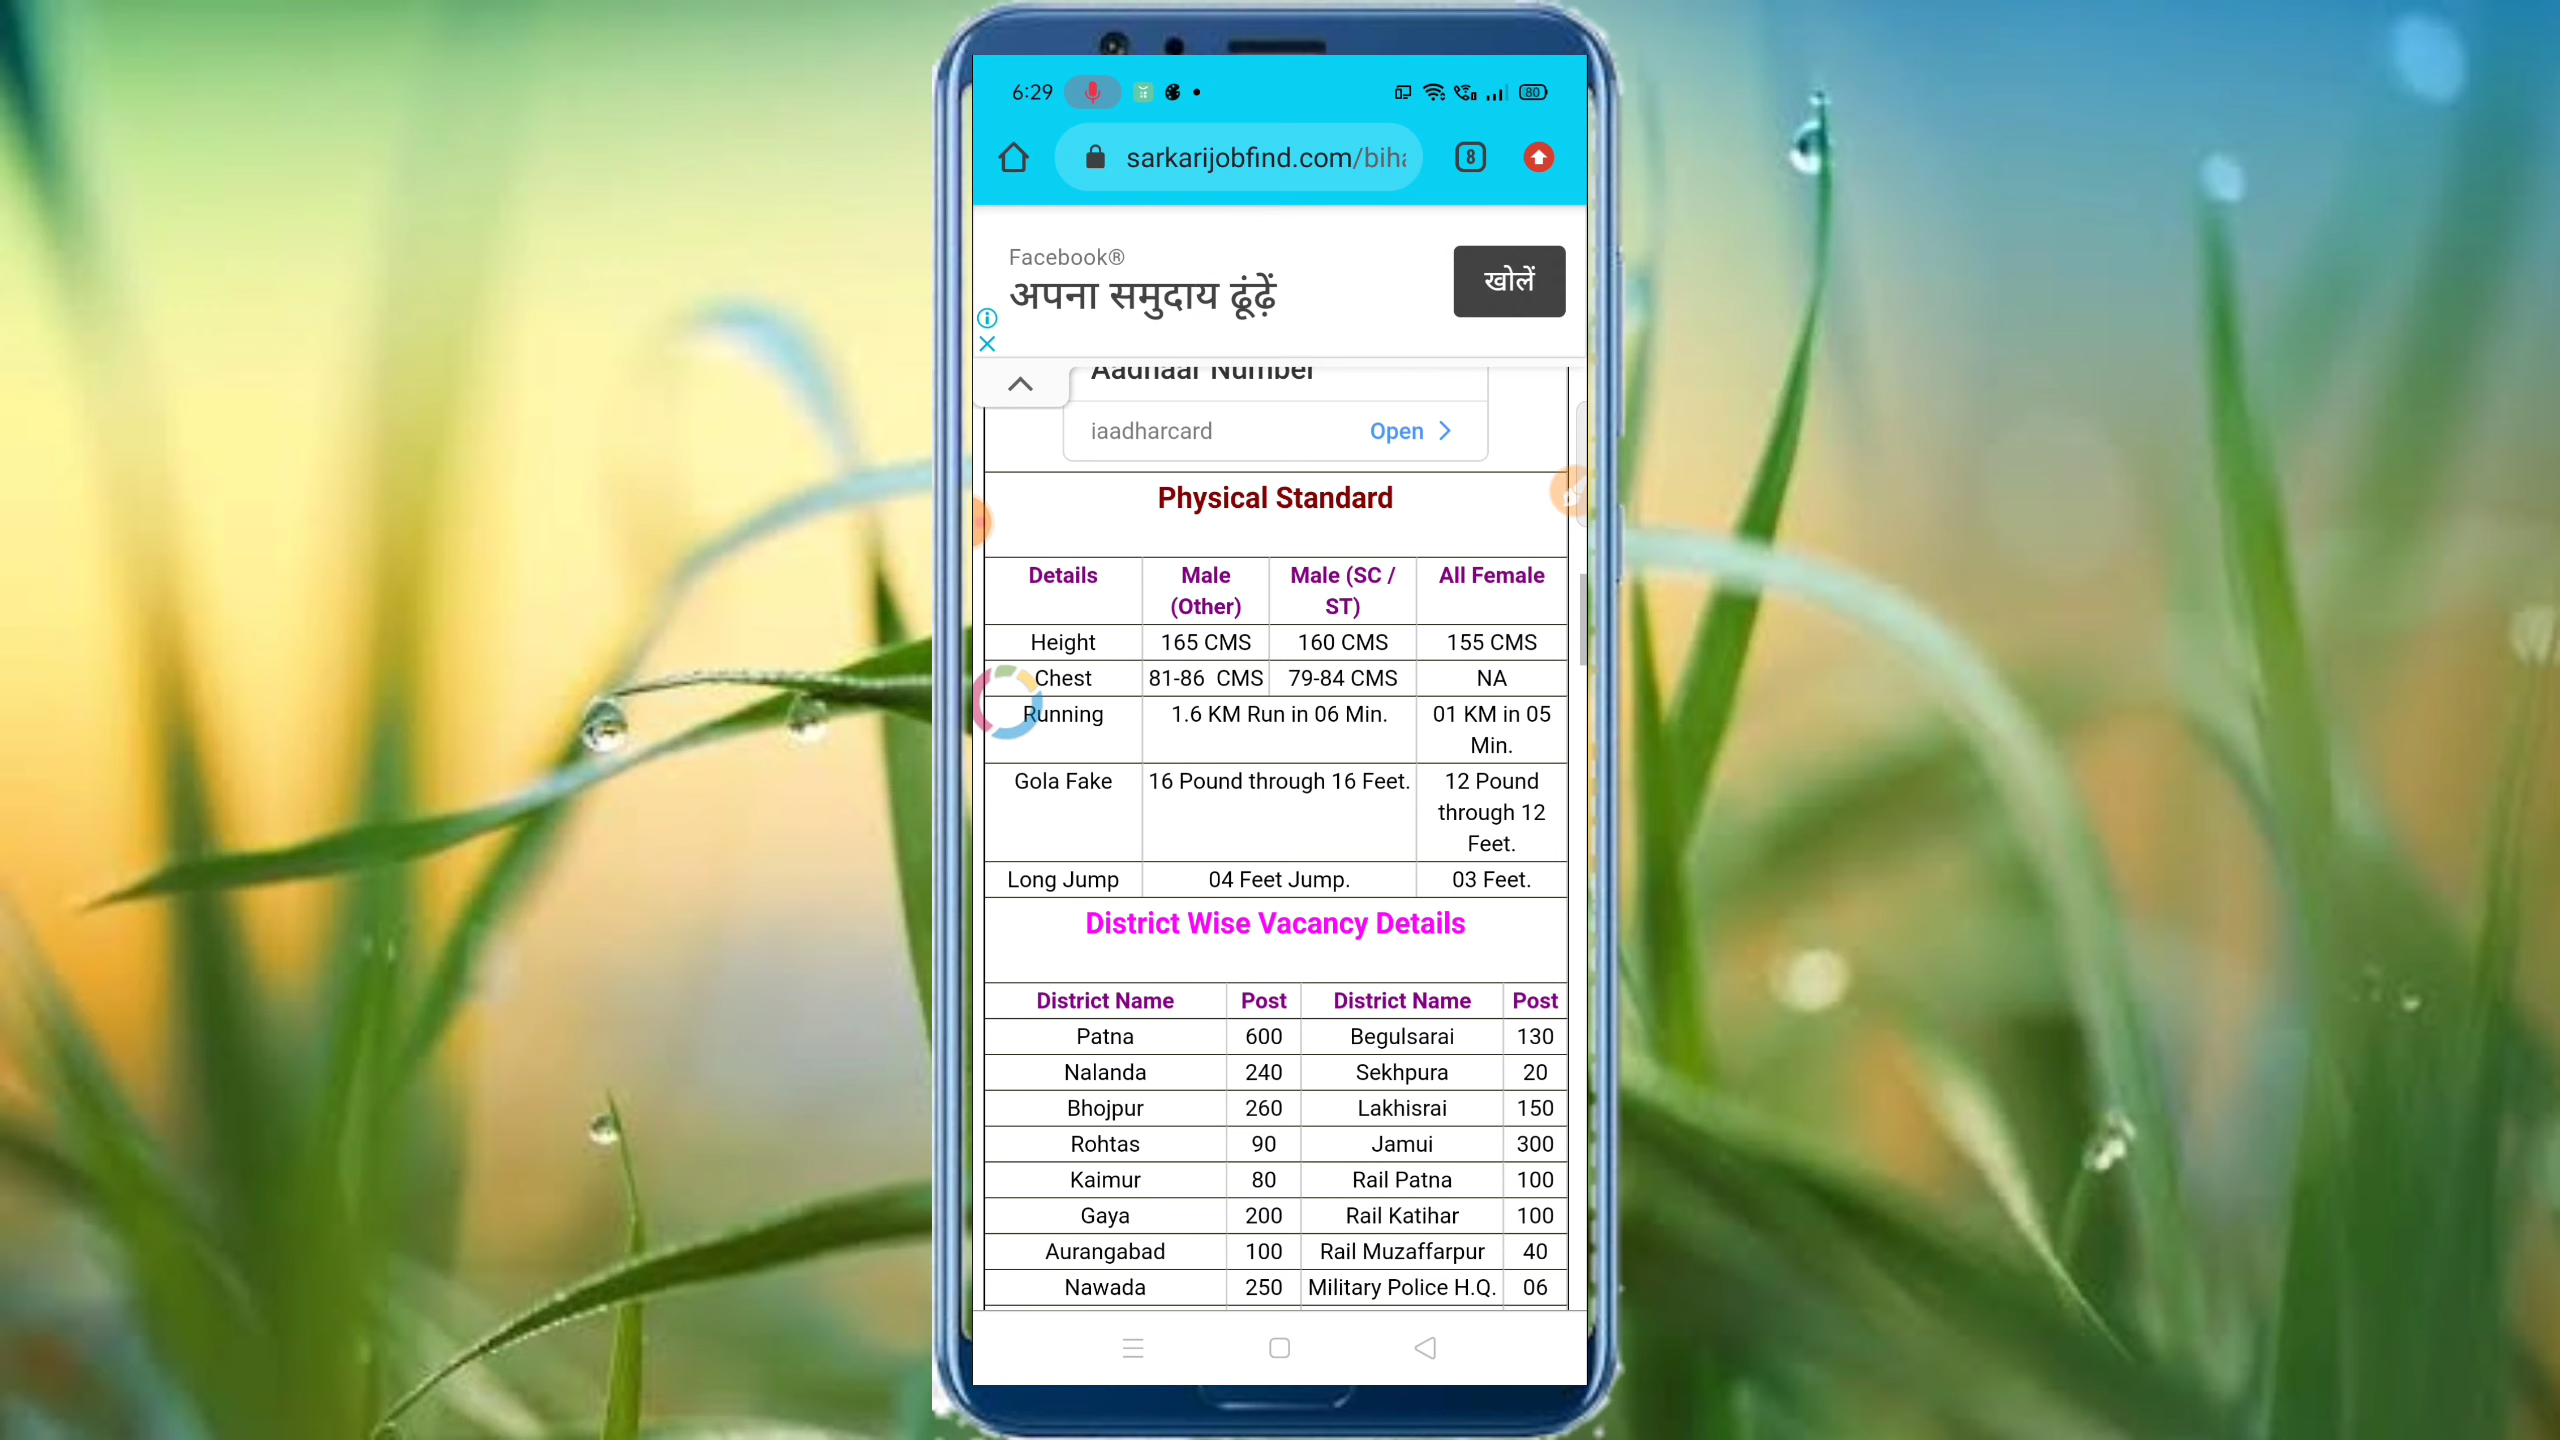 6:29
80
sarkarijobfind.com/biha
8
Facebook®
अपना समुदाय ढूंढ़ें
खोलें
Aadhaar Number
iaadharcard
Open
Physical Standard
Details Male (Other) Male (SC / ST) All Female
Height 165 CMS 160 CMS 155 CMS
Chest 81-86 CMS 79-84 CMS NA
Running 1.6 KM Run in 06 Min. 01 KM in 05 Min.
Gola Fake 16 Pound through 16 Feet. 12 Pound through 12 Feet.
Long Jump 04 Feet Jump. 03 Feet.
District Wise Vacancy Details
District Name Post District Name Post
Patna 600 Begulsarai 130
Nalanda 240 Sekhpura 20
Bhojpur 260 Lakhisrai 150
Rohtas 90 Jamui 300
Kaimur 80 Rail Patna 100
Gaya 200 Rail Katihar 100
Aurangabad 100 Rail Muzaffarpur 40
Nawada 250 Military Police H.Q. 06